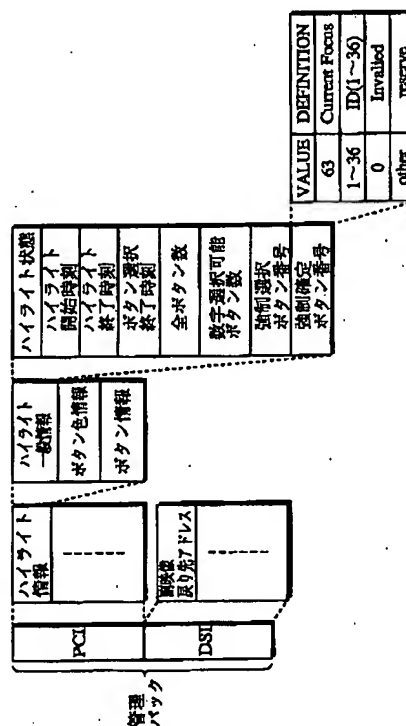 管理
パック
PCI
DSI
ハイライト
情報
副映像
戻り先アドレス
ハイライト
一般情報
ボタン色情報
ボタン情報
ハイライト状態
ハイライト
開始時刻
ハイライト
終了時刻
ボタン選択
終了時刻
全ボタン数
数字選択可能
ボタン数
強制選択
ボタン番号
強制確定
ボタン番号
VALUE DEFINITION
63 Current Focus
1~36 ID(1~36)
0 Invalied
other reserve